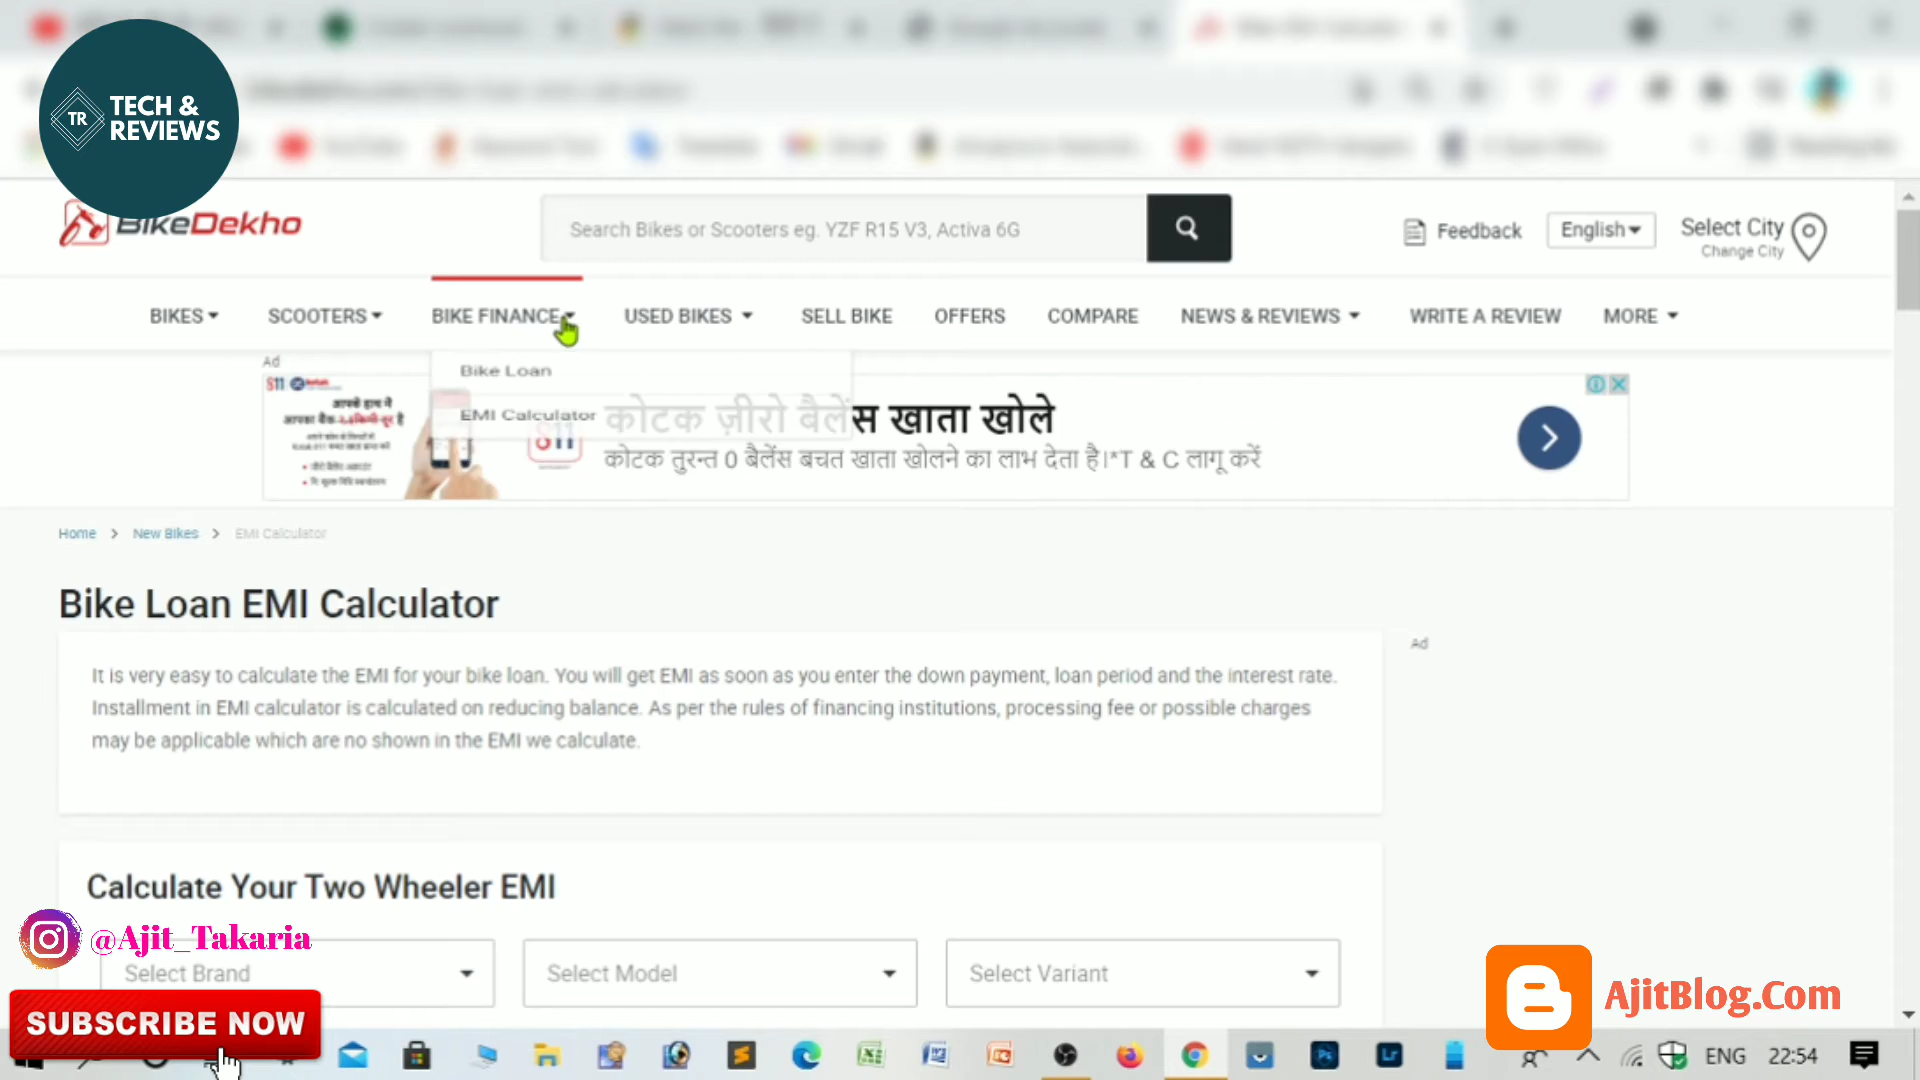 TECH &
REVIEWS
TR
YouTube
BikeDekho
Search Bikes or Scooters eg. YZF R15 V3, Activa 6G
Feedback
English
Select City
Change City
BIKES
SCOOTERS
BIKE FINANCE
USED BIKES
SELL BIKE
OFFERS
COMPARE
NEWS & REVIEWS
WRITE A REVIEW
MORE
Ad
Bike Loan
EMI Calculator
811
आपके हाथ में
811
कोटक ज़ीरो बैलेंस खाता खोले
कोटक तुरन्त 0 बैलेंस बचत खाता खोलने का लाभ देता है।*T & C लागू करें
Home > New Bikes > EMI Calculator
Bike Loan EMI Calculator
Ad
It is very easy to calculate the EMI for your bike loan. You will get EMI as soon as you enter the down payment, loan period and the interest rate.
Installment in EMI calculator is calculated on reducing balance. As per the rules of financing institutions, processing fee or possible charges
may be applicable which are no shown in the EMI we calculate.
Calculate Your Two Wheeler EMI
@Ajit_Takaria
Select Brand
Select Model
Select Variant
AjitBlog.Com
SUBSCRIBE NOW
Ps
Lr
ENG
22:54